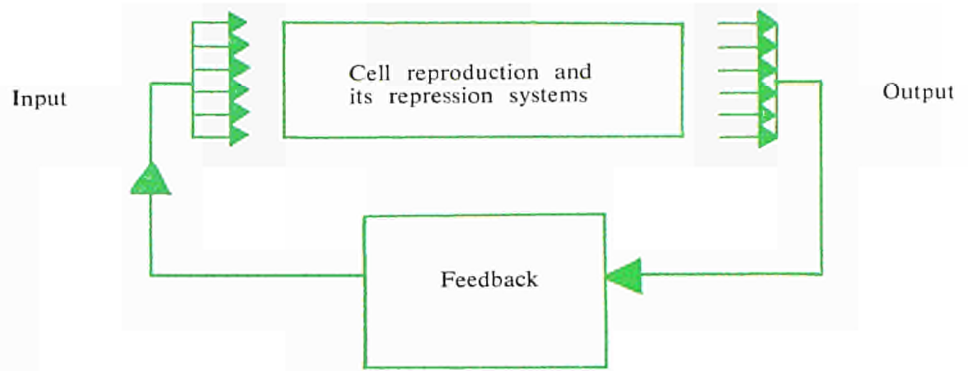 Cell reproduction and
its repression systems
Input
Output
Feedback